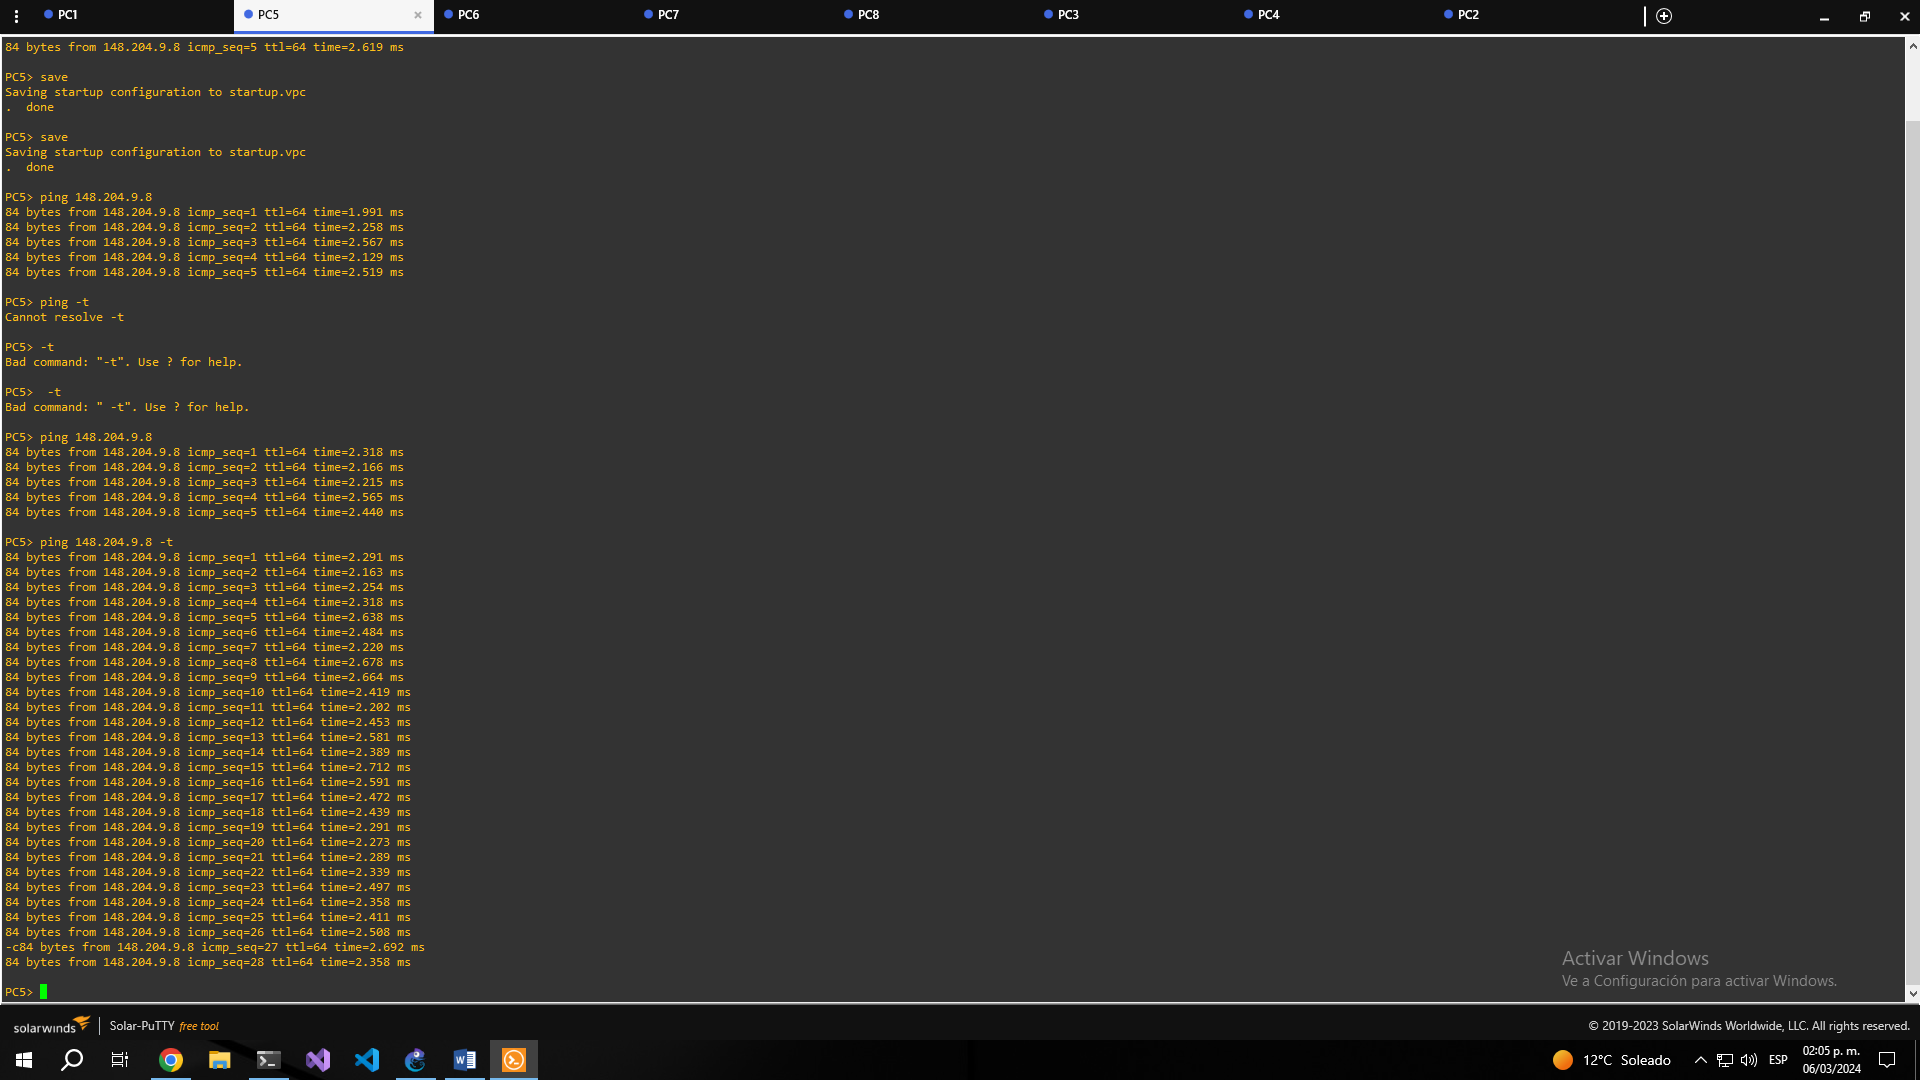 PC1
PC5
PC6
PC7
PC8
PC3
PC4
PC2
84 bytes from 148.204.9.8 icmp_seq=5 ttl=64 time=2.619 ms
PC5> save
Saving startup configuration to startup.vpc
.  done
PC5> save
Saving startup configuration to startup.vpc
.  done
PC5> ping 148.204.9.8
84 bytes from 148.204.9.8 icmp_seq=1 ttl=64 time=1.991 ms
84 bytes from 148.204.9.8 icmp_seq=2 ttl=64 time=2.258 ms
84 bytes from 148.204.9.8 icmp_seq=3 ttl=64 time=2.567 ms
84 bytes from 148.204.9.8 icmp_seq=4 ttl=64 time=2.129 ms
84 bytes from 148.204.9.8 icmp_seq=5 ttl=64 time=2.519 ms
PC5> ping -t
Cannot resolve -t
PC5> -t
Bad command: "-t". Use ? for help.
PC5>  -t
Bad command: " -t". Use ? for help.
PC5> ping 148.204.9.8
84 bytes from 148.204.9.8 icmp_seq=1 ttl=64 time=2.318 ms
84 bytes from 148.204.9.8 icmp_seq=2 ttl=64 time=2.166 ms
84 bytes from 148.204.9.8 icmp_seq=3 ttl=64 time=2.215 ms
84 bytes from 148.204.9.8 icmp_seq=4 ttl=64 time=2.565 ms
84 bytes from 148.204.9.8 icmp_seq=5 ttl=64 time=2.440 ms
PC5> ping 148.204.9.8 -t
84 bytes from 148.204.9.8 icmp_seq=1 ttl=64 time=2.291 ms
84 bytes from 148.204.9.8 icmp_seq=2 ttl=64 time=2.163 ms
84 bytes from 148.204.9.8 icmp_seq=3 ttl=64 time=2.254 ms
84 bytes from 148.204.9.8 icmp_seq=4 ttl=64 time=2.318 ms
84 bytes from 148.204.9.8 icmp_seq=5 ttl=64 time=2.638 ms
84 bytes from 148.204.9.8 icmp_seq=6 ttl=64 time=2.484 ms
84 bytes from 148.204.9.8 icmp_seq=7 ttl=64 time=2.220 ms
84 bytes from 148.204.9.8 icmp_seq=8 ttl=64 time=2.678 ms
84 bytes from 148.204.9.8 icmp_seq=9 ttl=64 time=2.664 ms
84 bytes from 148.204.9.8 icmp_seq=10 ttl=64 time=2.419 ms
84 bytes from 148.204.9.8 icmp_seq=11 ttl=64 time=2.202 ms
84 bytes from 148.204.9.8 icmp_seq=12 ttl=64 time=2.453 ms
84 bytes from 148.204.9.8 icmp_seq=13 ttl=64 time=2.581 ms
84 bytes from 148.204.9.8 icmp_seq=14 ttl=64 time=2.389 ms
84 bytes from 148.204.9.8 icmp_seq=15 ttl=64 time=2.712 ms
84 bytes from 148.204.9.8 icmp_seq=16 ttl=64 time=2.591 ms
84 bytes from 148.204.9.8 icmp_seq=17 ttl=64 time=2.472 ms
84 bytes from 148.204.9.8 icmp_seq=18 ttl=64 time=2.439 ms
84 bytes from 148.204.9.8 icmp_seq=19 ttl=64 time=2.291 ms
84 bytes from 148.204.9.8 icmp_seq=20 ttl=64 time=2.273 ms
84 bytes from 148.204.9.8 icmp_seq=21 ttl=64 time=2.289 ms
84 bytes from 148.204.9.8 icmp_seq=22 ttl=64 time=2.339 ms
84 bytes from 148.204.9.8 icmp_seq=23 ttl=64 time=2.497 ms
84 bytes from 148.204.9.8 icmp_seq=24 ttl=64 time=2.358 ms
84 bytes from 148.204.9.8 icmp_seq=25 ttl=64 time=2.411 ms
84 bytes from 148.204.9.8 icmp_seq=26 ttl=64 time=2.508 ms
-c84 bytes from 148.204.9.8 icmp_seq=27 ttl=64 time=2.692 ms
84 bytes from 148.204.9.8 icmp_seq=28 ttl=64 time=2.358 ms
PC5>
Activar Windows
Ve a Configuración para activar Windows.
solarwinds Solar-PuTTY free tool
© 2019-2023 SolarWinds Worldwide, LLC. All rights reserved.
12°C Soleado
ESP
02:05 p. m.
06/03/2024